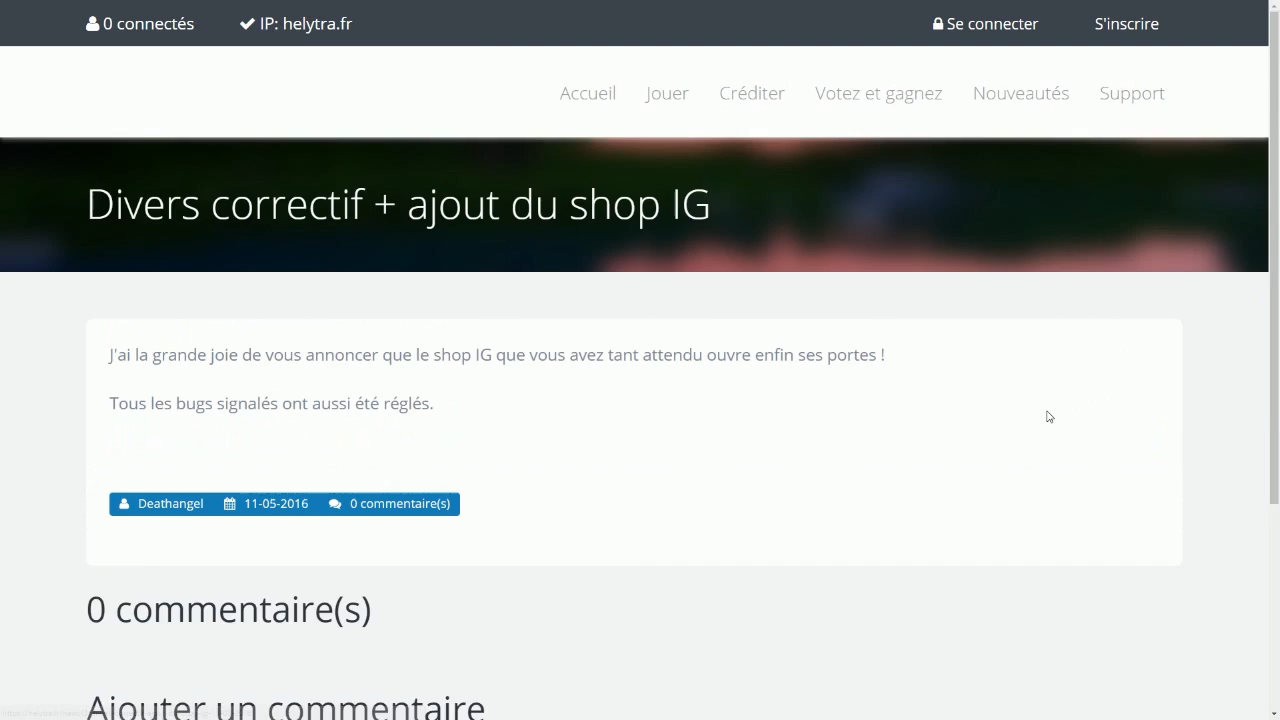 0 connectés
IP: helytra.fr
Se connecter
S'inscrire
Accueil
Jouer
Créditer
Votez et gagnez
Nouveautés
Support
Divers correctif + ajout du shop IG
J'ai la grande joie de vous annoncer que le shop IG que vous avez tant attendu ouvre enfin ses portes !
Tous les bugs signalés ont aussi été réglés.
Deathangel
11-05-2016
0 commentaire(s)
0 commentaire(s)
Ajouter un commentaire